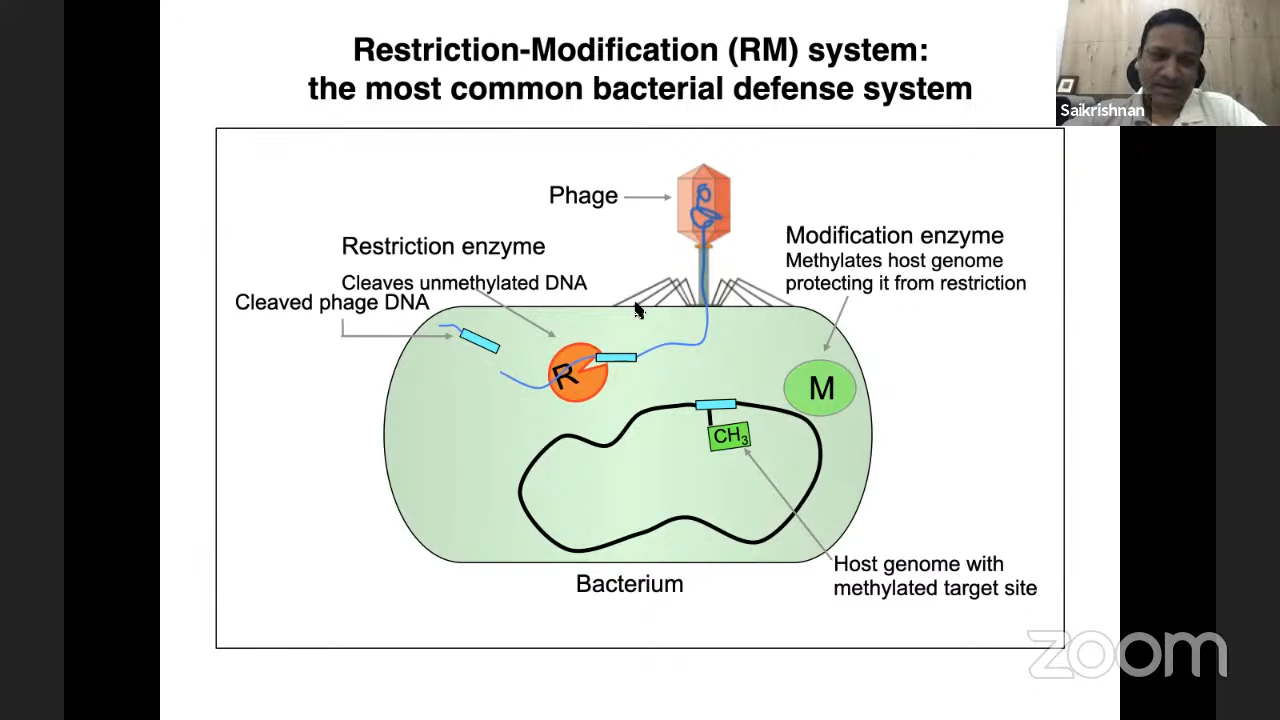 Restriction-Modification (RM) system:
the most common bacterial defense system
Saikrishnan
Phage
Restriction enzyme
Cleaves unmethylated DNA
Cleaved phage DNA
Modification enzyme
Methylates host genome
protecting it from restriction
R
M
CH₃
Host genome with
methylated target site
Bacterium
zoom